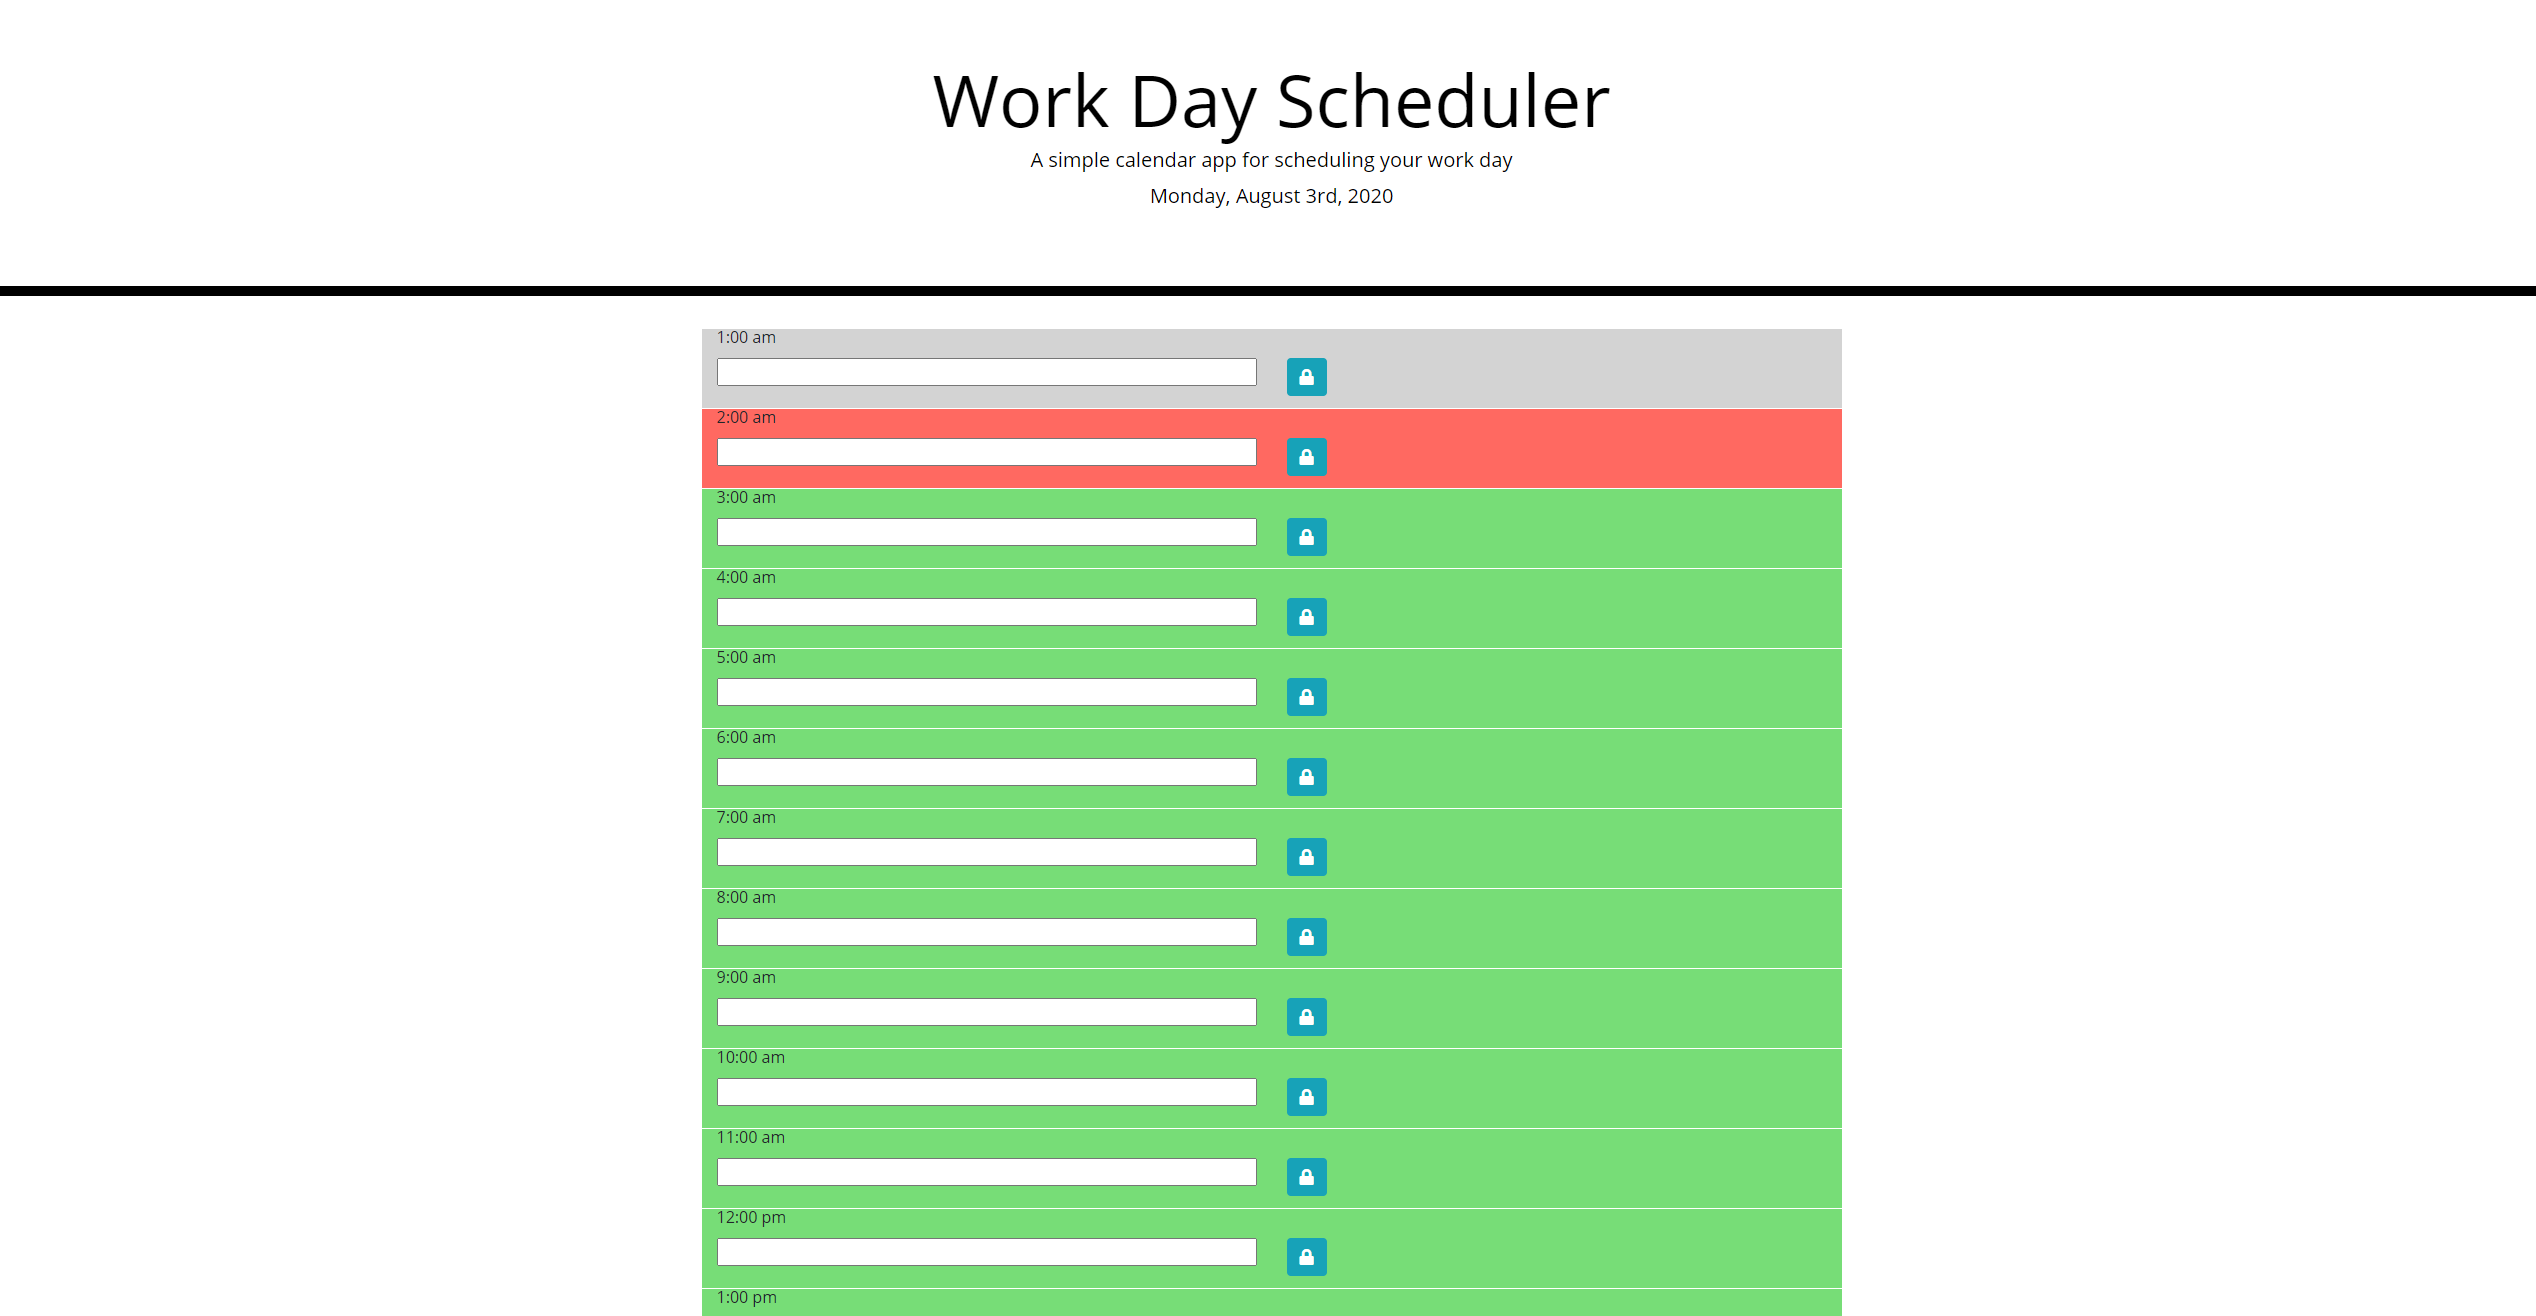 Work Day Scheduler
A simple calendar app for scheduling your work day
Monday, August 3rd, 2020
1:00 am
2:00 am
3:00 am
4:00 am
5:00 am
6:00 am
7:00 am
8:00 am
9:00 am
10:00 am
11:00 am
12:00 pm
1:00 pm